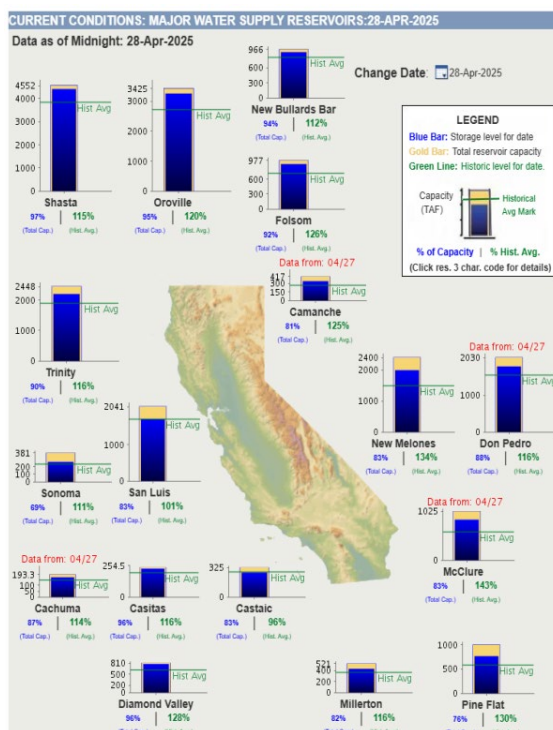 CURRENT CONDITIONS: MAJOR WATER SUPPLY RESERVOIRS:28-APR-2025
Data as of Midnight: 28-Apr-2025
Change Date: 28-Apr-2025
LEGEND
Blue Bar: Storage level for date
Gold Bar: Total reservoir capacity
Green Line: Historic level for date.
Capacity
(TAF)
Historical
Avg Mark
% of Capacity | % Hist. Avg.
(Click res. 3 char. code for details)
4552
4000
3000
2000
1000
0
Hist Avg
Shasta
97% | 115%
(Total Cap.) (Hist. Avg.)
3425
3000
2000
1000
0
Hist Avg
Oroville
95% | 120%
(Total Cap.) (Hist. Avg.)
966
600
300
0
Hist Avg
New Bullards Bar
94% | 112%
(Total Cap.) (Hist. Avg.)
977
600
300
0
Hist Avg
Folsom
92% | 126%
(Total Cap.) (Hist. Avg.)
Data from: 04/27
417
300
150
0
Hist Avg
Camanche
81% | 125%
(Total Cap.) (Hist. Avg.)
2448
2000
1000
0
Hist Avg
Trinity
90% | 116%
(Total Cap.) (Hist. Avg.)
2400
2000
1000
0
Hist Avg
New Melones
83% | 134%
(Total Cap.) (Hist. Avg.)
Data from: 04/27
2030
1000
0
Hist Avg
Don Pedro
88% | 116%
(Total Cap.) (Hist. Avg.)
381
200
100
0
Hist Avg
Sonoma
69% | 111%
(Total Cap.) (Hist. Avg.)
2041
1000
0
Hist Avg
San Luis
83% | 101%
(Total Cap.) (Hist. Avg.)
Data from: 04/27
1025
0
Hist Avg
McClure
83% | 143%
(Total Cap.) (Hist. Avg.)
Data from: 04/27
193.3
100
50
0
Hist Avg
Cachuma
87% | 114%
(Total Cap.) (Hist. Avg.)
254.5
0
Hist Avg
Casitas
96% | 116%
(Total Cap.) (Hist. Avg.)
325
0
Hist Avg
Castaic
83% | 96%
(Total Cap.) (Hist. Avg.)
810
500
200
0
Hist Avg
Diamond Valley
96% | 128%
521
400
200
0
Hist Avg
Millerton
82% | 116%
1000
500
0
Hist Avg
Pine Flat
76% | 130%